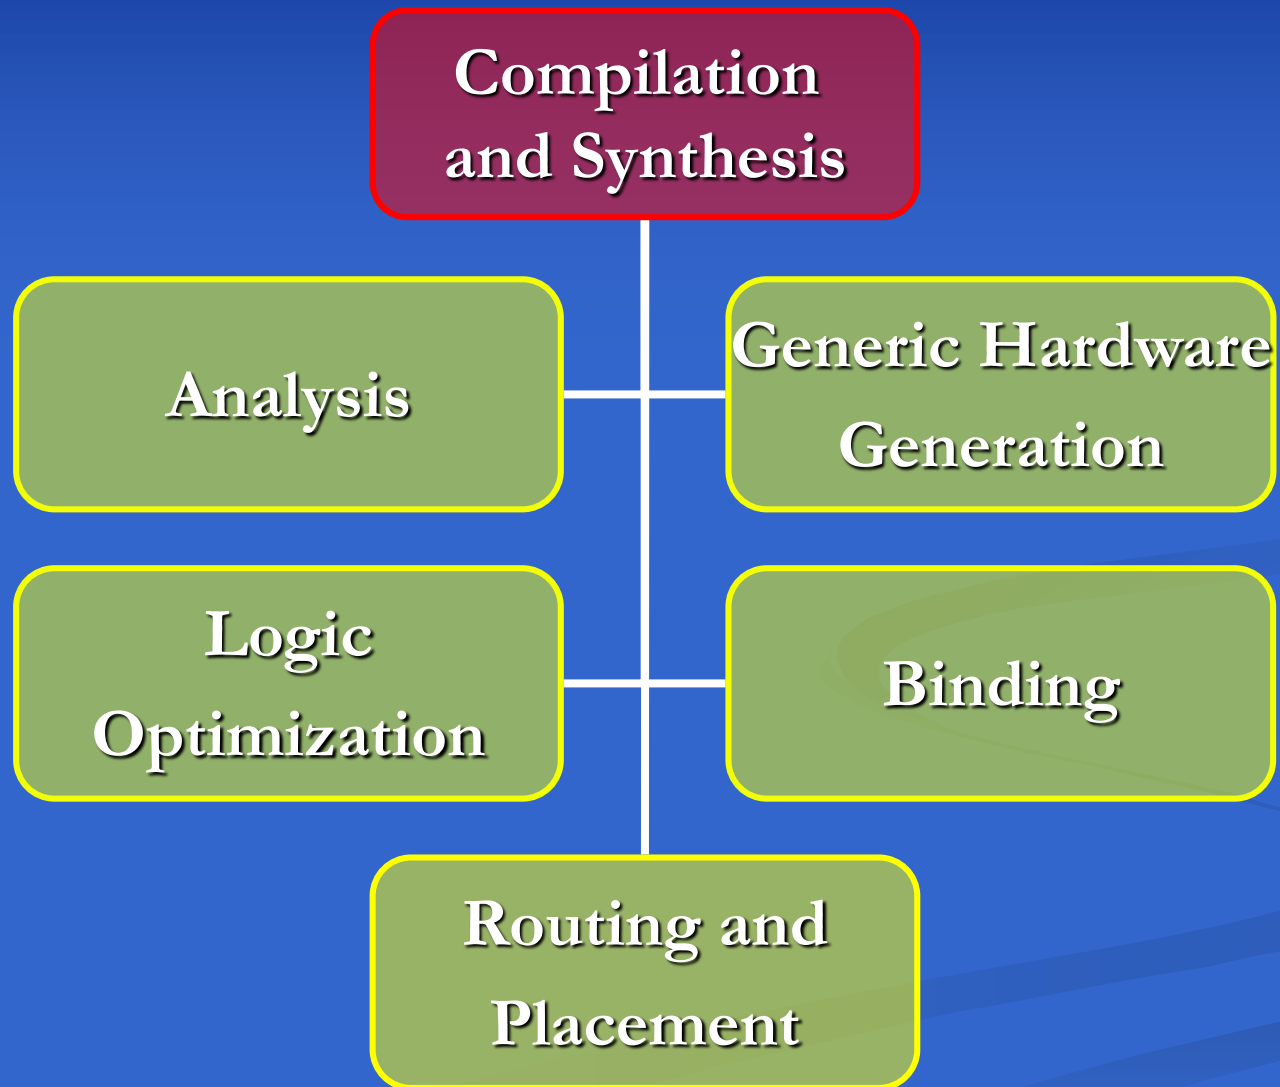 Compilation
and Synthesis
Analysis
Generic Hardware
Generation
Logic
Optimization
Binding
Routing and
Placement